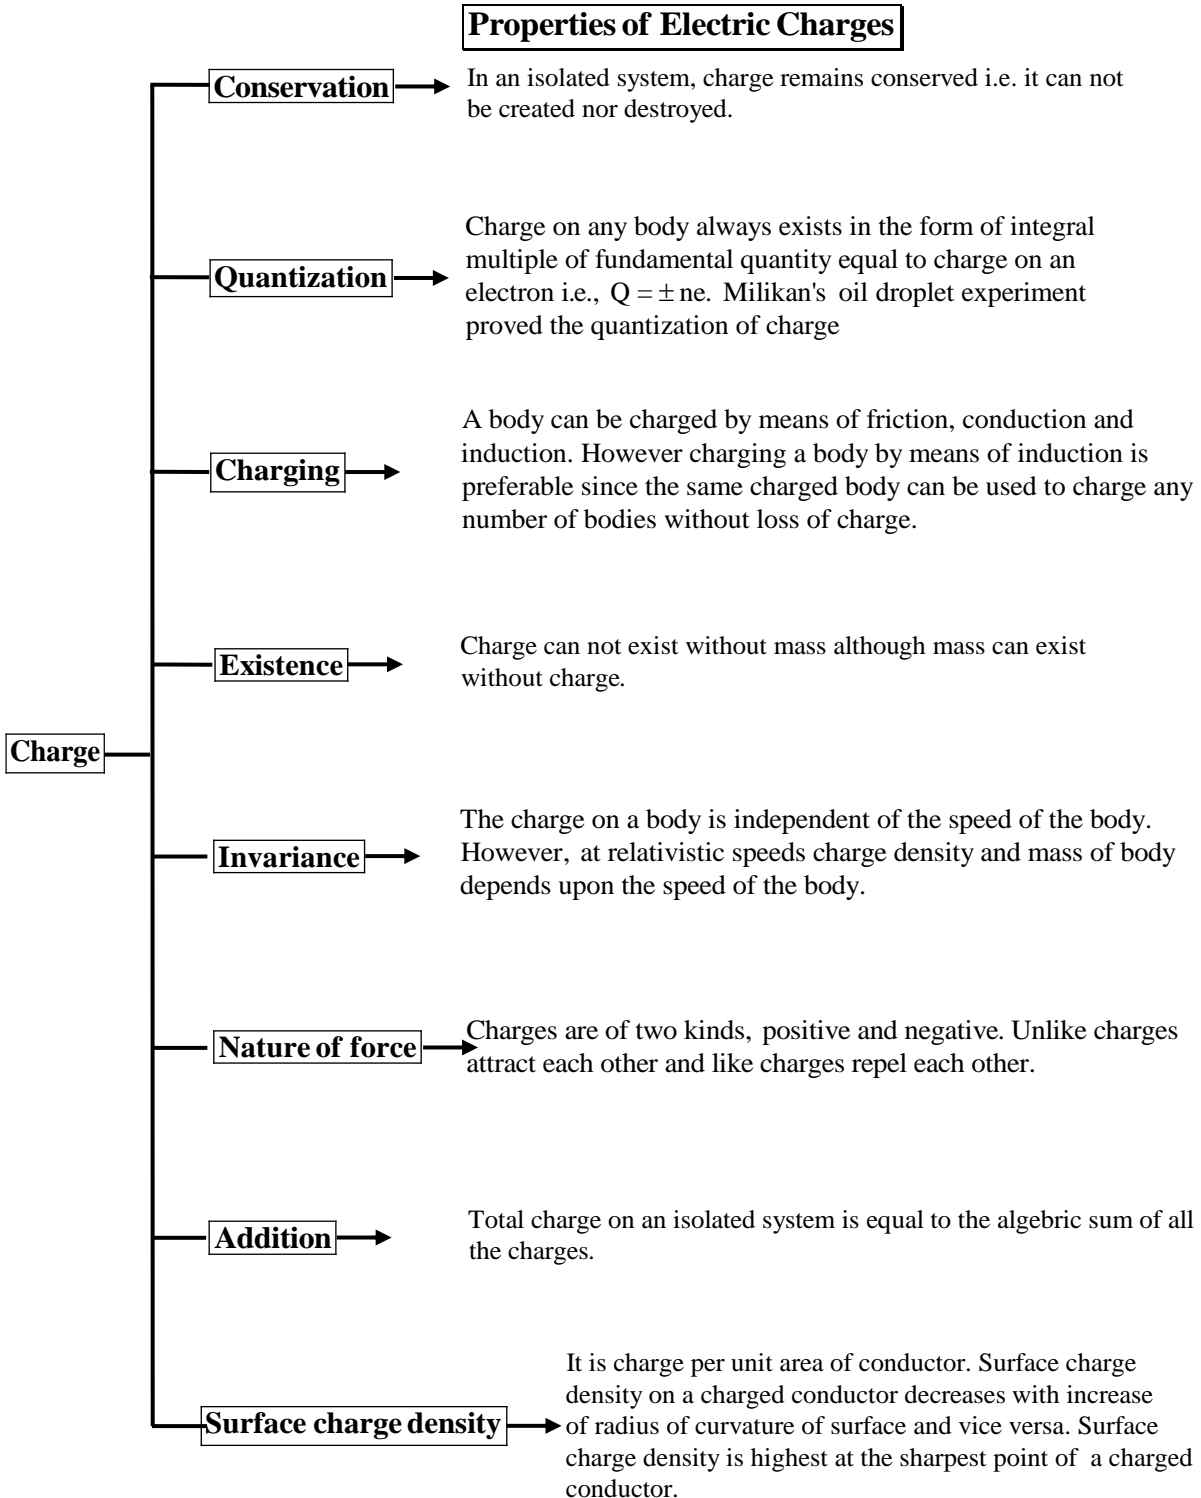 Properties of Electric Charges
Conservation
In an isolated system, charge remains conserved i.e. it can not
be created nor destroyed.
Quantization
Charge on any body always exists in the form of integral
multiple of fundamental quantity equal to charge on an
electron i.e., Q = ± ne. Milikan's oil droplet experiment
proved the quantization of charge
Charging
A body can be charged by means of friction, conduction and
induction. However charging a body by means of induction is
preferable since the same charged body can be used to charge any
number of bodies without loss of charge.
Existence
Charge can not exist without mass although mass can exist
without charge.
Charge
Invariance
The charge on a body is independent of the speed of the body.
However, at relativistic speeds charge density and mass of body
depends upon the speed of the body.
Nature of force
Charges are of two kinds, positive and negative. Unlike charges
attract each other and like charges repel each other.
Addition
Total charge on an isolated system is equal to the algebric sum of all
the charges.
Surface charge density
It is charge per unit area of conductor. Surface charge
density on a charged conductor decreases with increase
of radius of curvature of surface and vice versa. Surface
charge density is highest at the sharpest point of a charged
conductor.